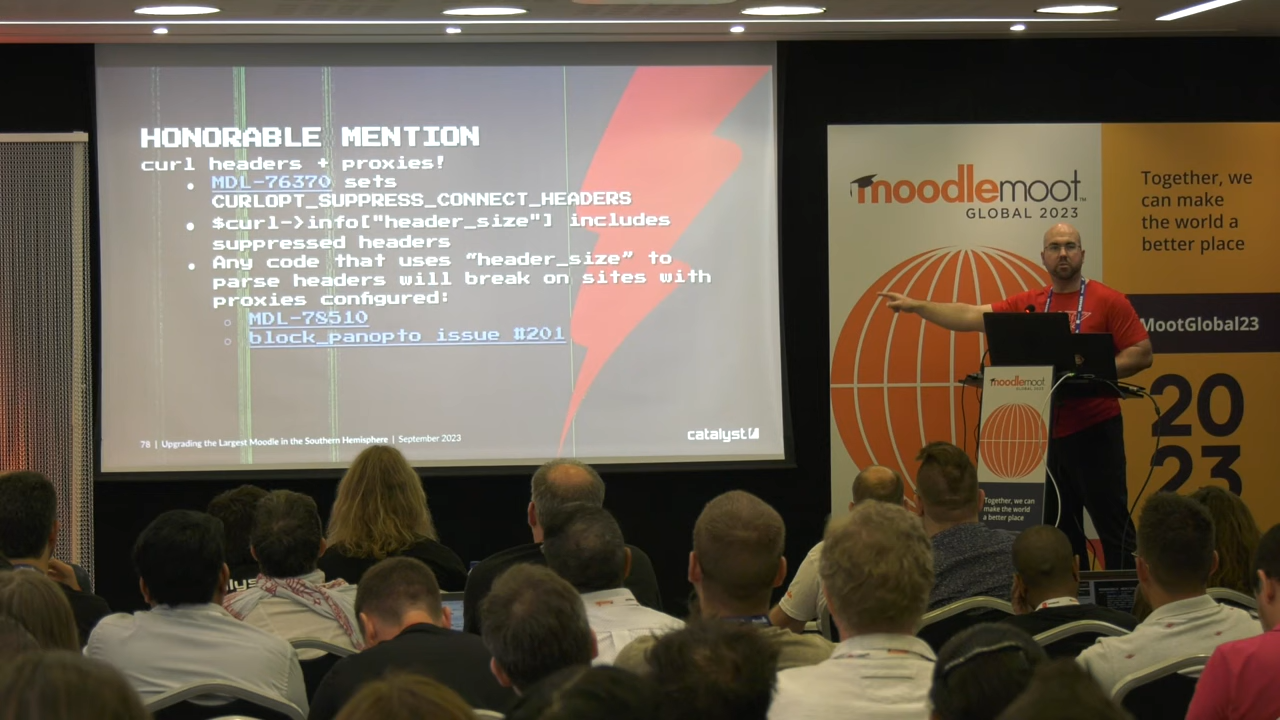 HONORABLE MENTION
curl headers + proxies!
• MDL-76370 sets
CURLOPT_SUPPRESS_CONNECT_HEADERS
• $curl->info["header_size"] includes
suppressed headers
• Any code that uses “header_size” to
parse headers will break on sites with
proxies configured:
○ MDL-78510
○ block_panopto issue #201
78 | Upgrading the Largest Moodle in the Southern Hemisphere | September 2023
catalyst
moodlemoot™
GLOBAL 2023
Together, we
can make
the world a
better place
MootGlobal23
20
23
moodlemoot
GLOBAL 2023
Together, we can
make the world
a better place